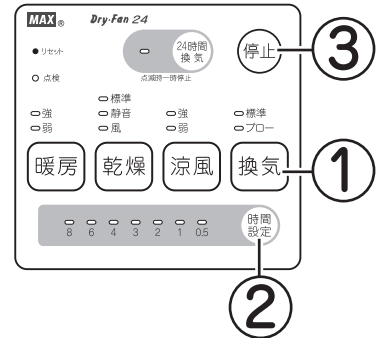 MAX® Dry·Fan 24
リセット
24時間
換気
停止
③
点検
点滅時一時停止
標準
強 静音 強 標準
弱 風 弱 ブロー
暖房 乾燥 涼風 換気
①
8 6 4 3 2 1 0.5
時間
設定
②